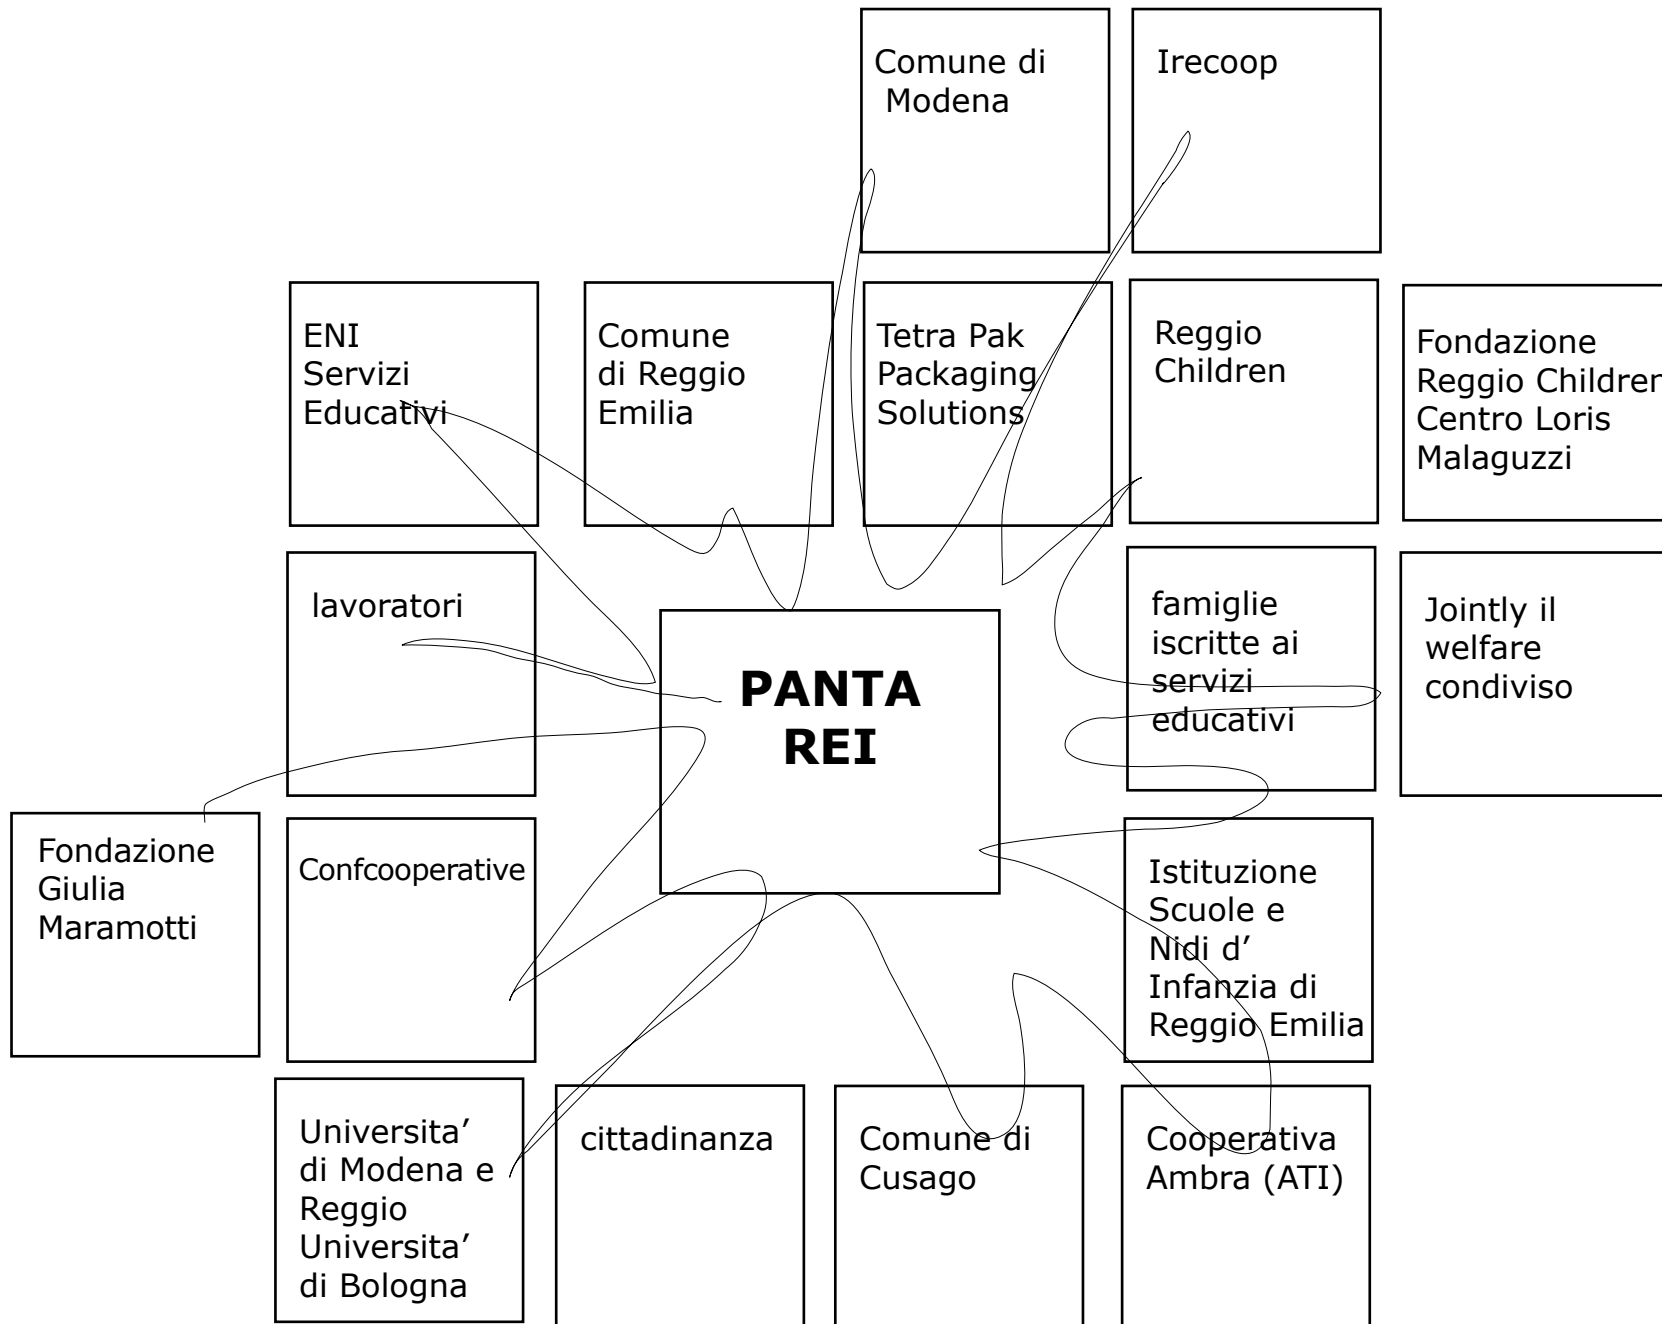 Comune di
Modena
Irecoop
ENI
Servizi
Educativi
Comune
di Reggio
Emilia
Tetra Pak
Packaging
Solutions
Reggio
Children
Fondazione
Reggio Children
Centro Loris
Malaguzzi
lavoratori
PANTA
REI
famiglie
iscritte ai
servizi
educativi
Jointly il
welfare
condiviso
Fondazione
Giulia
Maramotti
Confcooperative
Istituzione
Scuole e
Nidi d’
Infanzia di
Reggio Emilia
Universita’
di Modena e
Reggio
Universita’
di Bologna
cittadinanza
Comune di
Cusago
Cooperativa
Ambra (ATI)